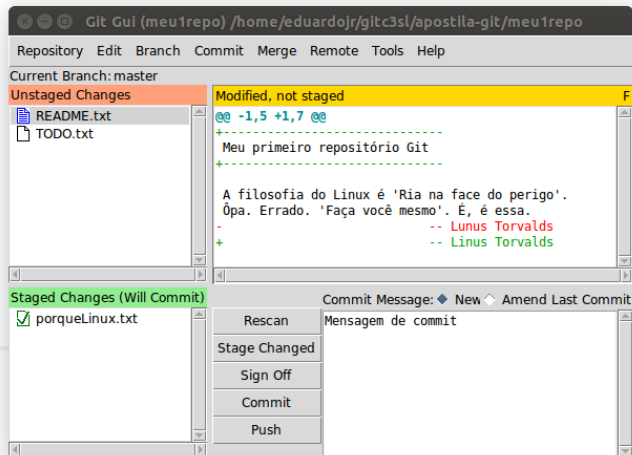 Git Gui (meu1repo) /home/eduardojr/gitc3sl/apostila-git/meu1repo
Repository Edit Branch Commit Merge Remote Tools Help
Current Branch: master
Unstaged Changes
README.txt
TODO.txt
Modified, not staged F
@@ -1,5 +1,7 @@
+-----------------------------
Meu primeiro repositório Git
+-----------------------------
A filosofia do Linux é 'Ria na face do perigo'.
Ôpa. Errado. 'Faça você mesmo'. É, é essa.
- -- Lunus Torvalds
+ -- Linus Torvalds
Staged Changes (Will Commit)
porqueLinux.txt
Rescan
Stage Changed
Sign Off
Commit
Push
Commit Message: New Amend Last Commit
Mensagem de commit